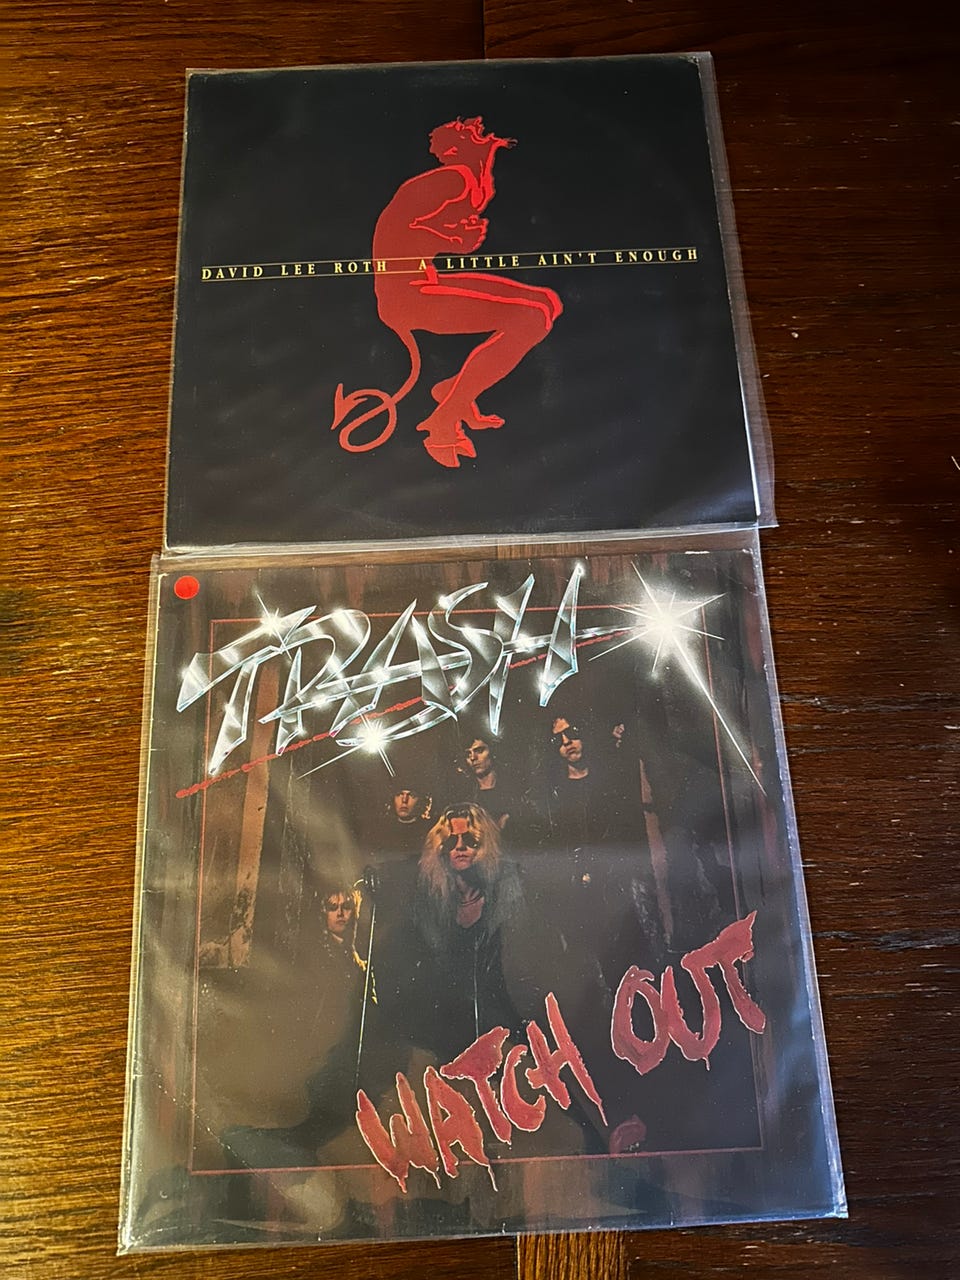 DAVID LEE ROTH A LITTLE AIN'T ENOUGH
TRASH
WATCH OUT